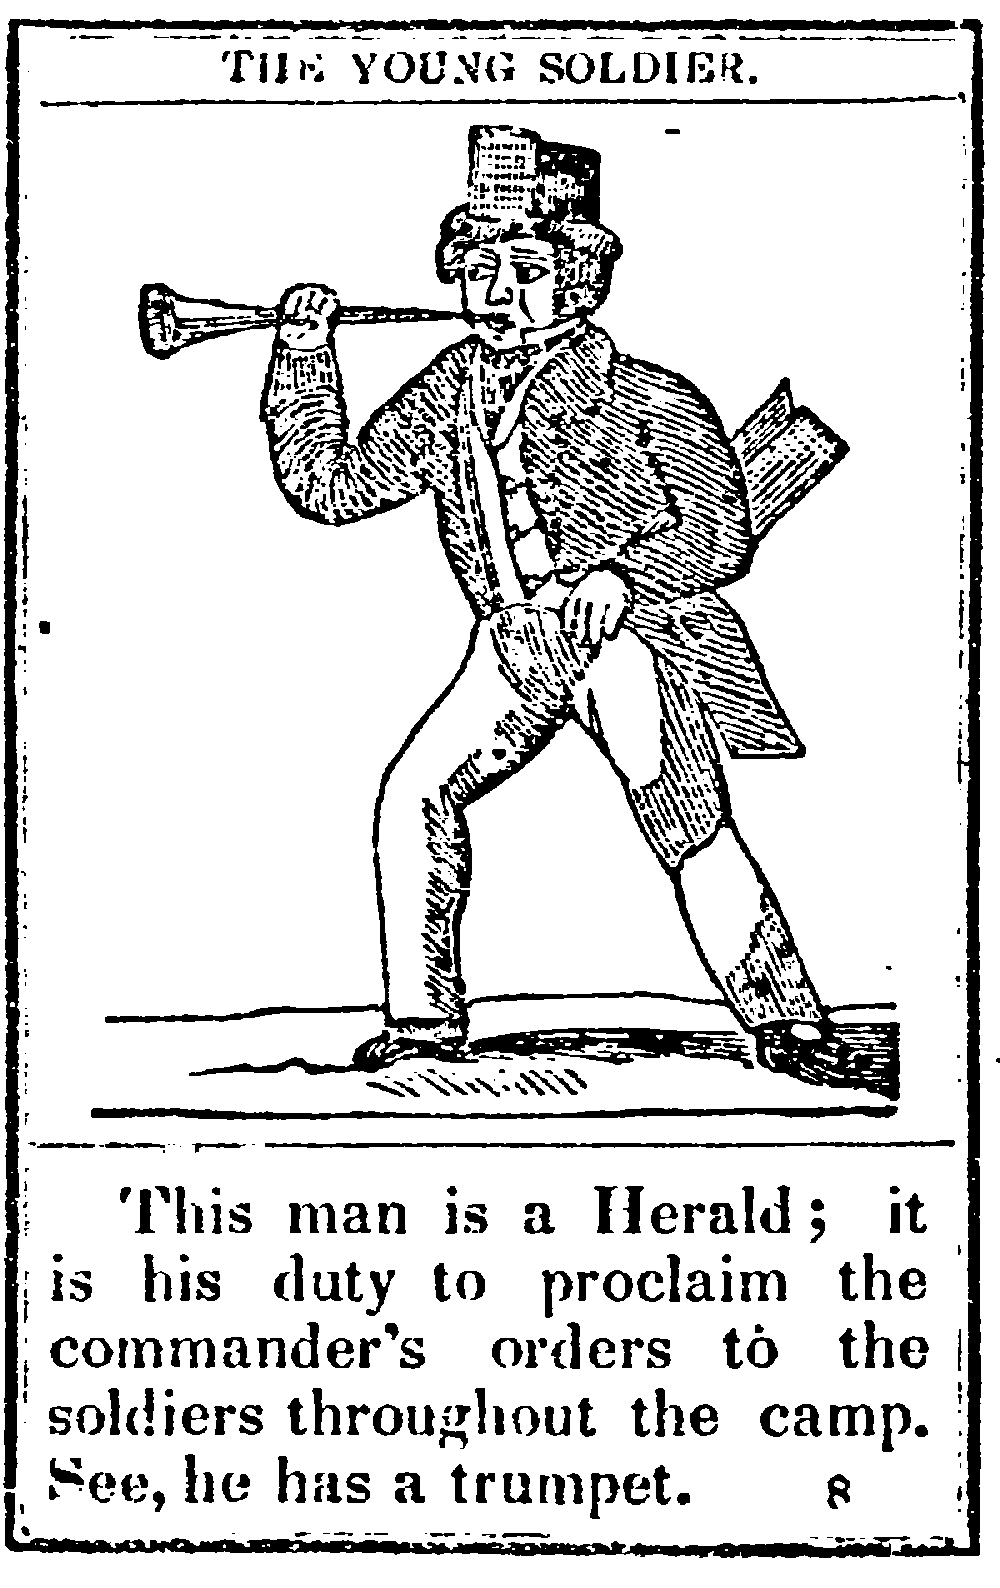 THE YOUNG SOLDIER.
This man is a Herald; it
is his duty to proclaim the
commander's orders to the
soldiers throughout the camp.
See, he has a trumpet. 8